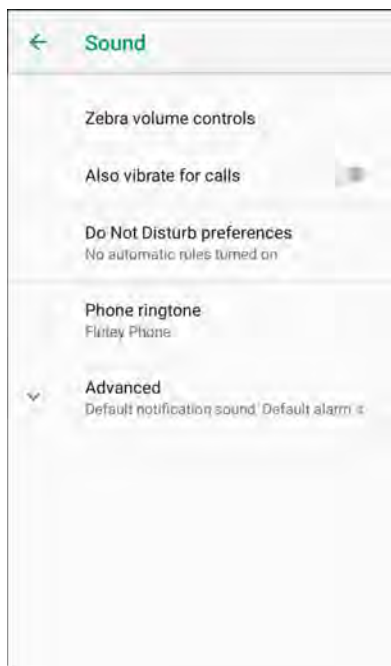 Sound
Zebra volume controls
Also vibrate for calls
Do Not Disturb preferences
No automatic rules turned on
Phone ringtone
Flutey Phone
Advanced
Default notification sound, Default alarm s